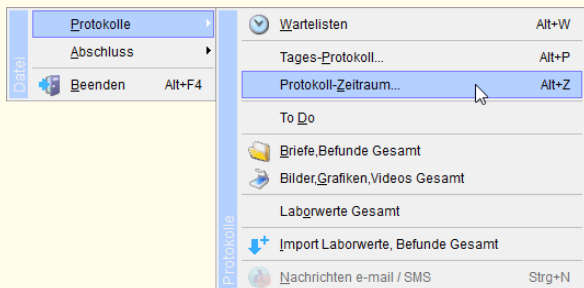 Datei
Protokolle
Abschluss
Beenden Alt+F4
Protokolle
Wartelisten Alt+W
Tages-Protokoll... Alt+P
Protokoll-Zeitraum... Alt+Z
To Do
Briefe,Befunde Gesamt
Bilder,Grafiken,Videos Gesamt
Laborwerte Gesamt
Import Laborwerte, Befunde Gesamt
Nachrichten e-mail / SMS Strg+N